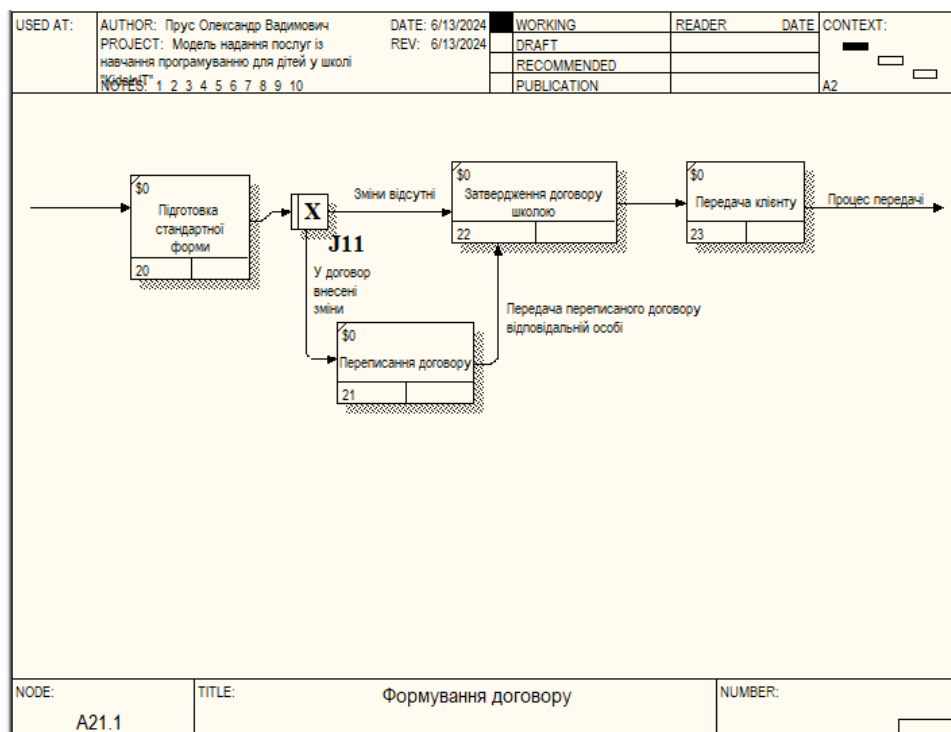 USED AT:
AUTHOR: Прус Олександр Вадимович
DATE: 6/13/2024
PROJECT: Модель надання послуг із
REV: 6/13/2024
навчання програмуванню для дітей у школі
"KidsInIT"
NOTES: 1 2 3 4 5 6 7 8 9 10
WORKING
DRAFT
RECOMMENDED
PUBLICATION
READER DATE
CONTEXT:
A2
$0
Підготовка
стандартної
форми
20
X
J11
Зміни відсутні
У договор
внесені
зміни
$0
Затвердження договору
школою
22
$0
Передача клієнту
23
Процес передачі
$0
Переписання договору
21
Передача переписаного договору
відповідальній особі
NODE:
A21.1
TITLE:
Формування договору
NUMBER: